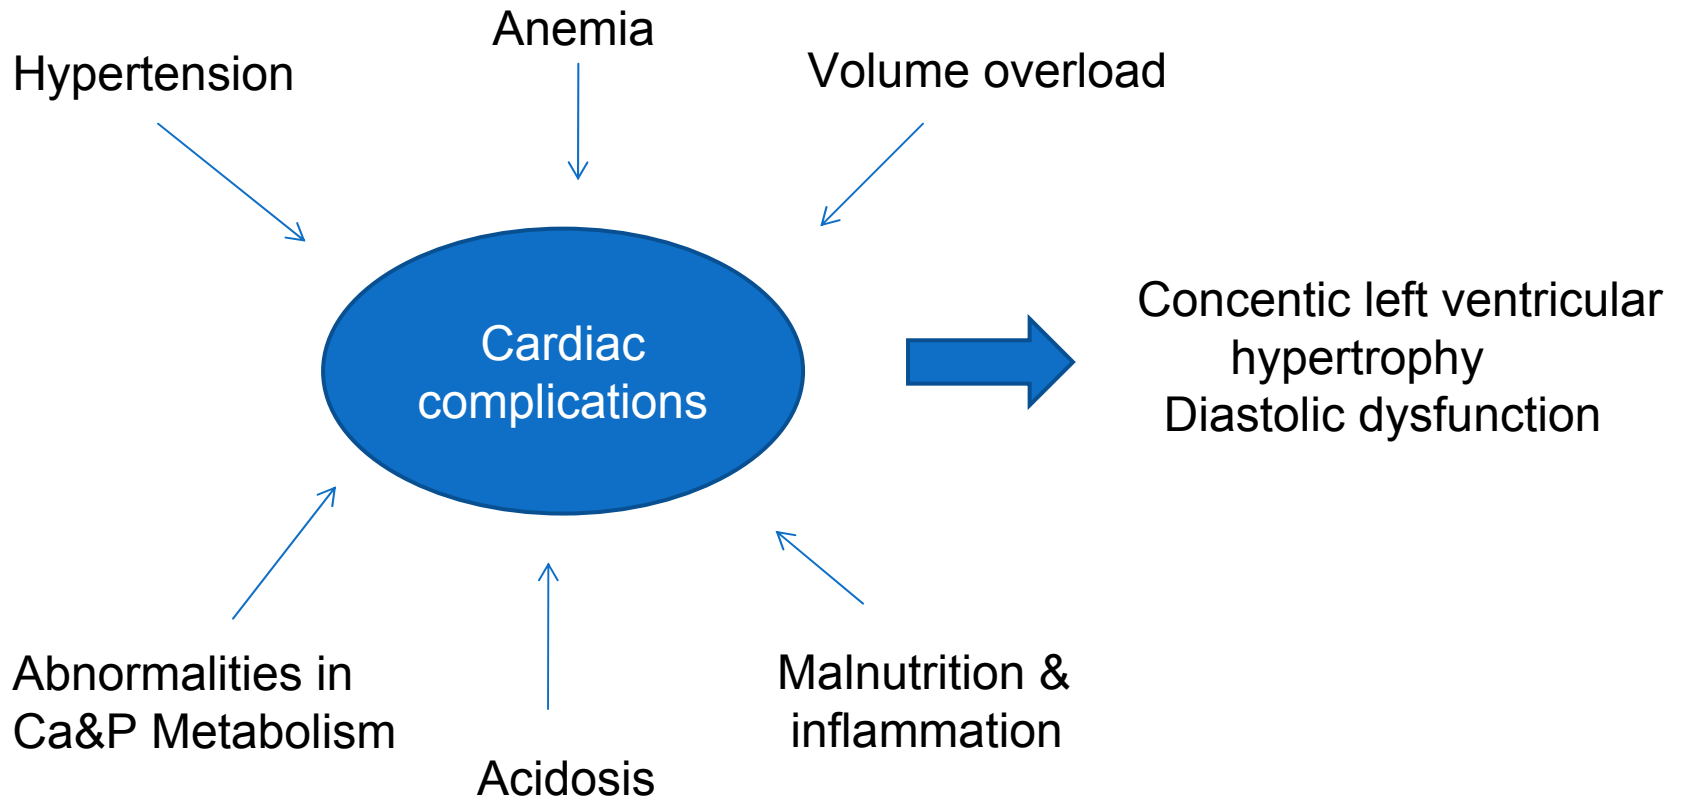 Anemia
Hypertension
Volume overload
Cardiac
complications
Concentic left ventricular
hypertrophy
Diastolic dysfunction
Abnormalities in
Ca&P Metabolism
Acidosis
Malnutrition &
inflammation